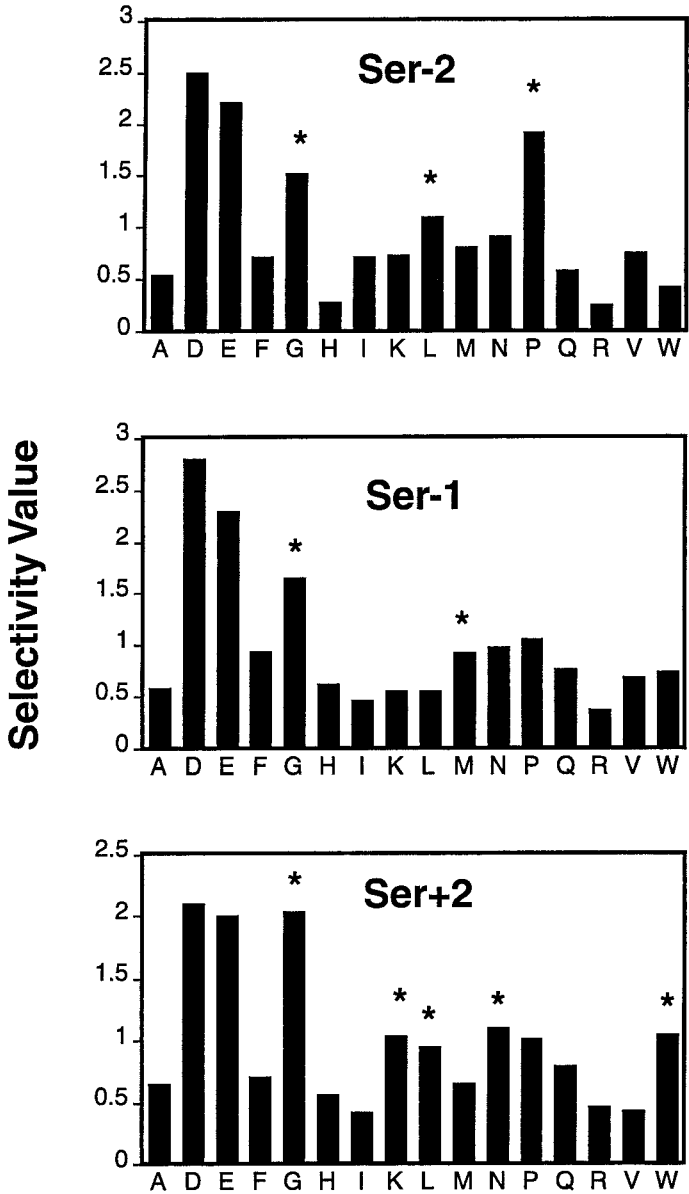 Selectivity Value
Ser-2
3
2.5
2
1.5
1
0.5
0
* * *
A D E F G H I K L M N P Q R V W
Ser-1
3
2.5
2
1.5
1
0.5
0
* *
A D E F G H I K L M N P Q R V W
Ser+2
2.5
2
1.5
1
0.5
0
* * * * *
A D E F G H I K L M N P Q R V W